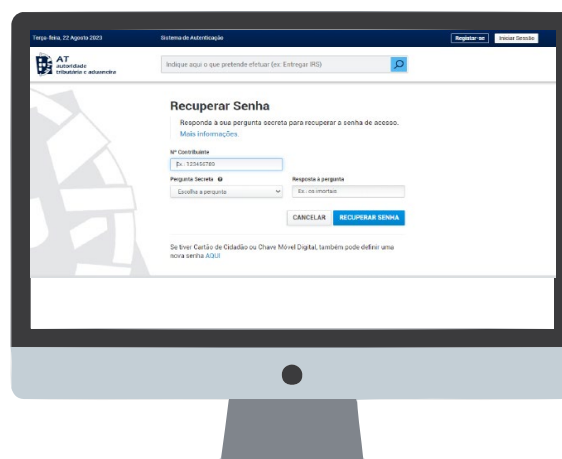 Terça-feira, 22 Agosto 2023
Sistema de Autenticação
Registar-se
Iniciar Sessão
AT
autoridade
tributária e aduaneira
Indique aqui o que pretende efetuar (ex: Entregar IRS)
Recuperar Senha
Responda à sua pergunta secreta para recuperar a senha de acesso.
Mais informações
Nº Contribuinte
Ex.: 123456789
Pergunta Secreta
Resposta à pergunta
Escolha a pergunta
Ex.: os imortais
CANCELAR
RECUPERAR SENHA
Se tiver Cartão de Cidadão ou Chave Móvel Digital, também pode definir uma
nova senha AQUI